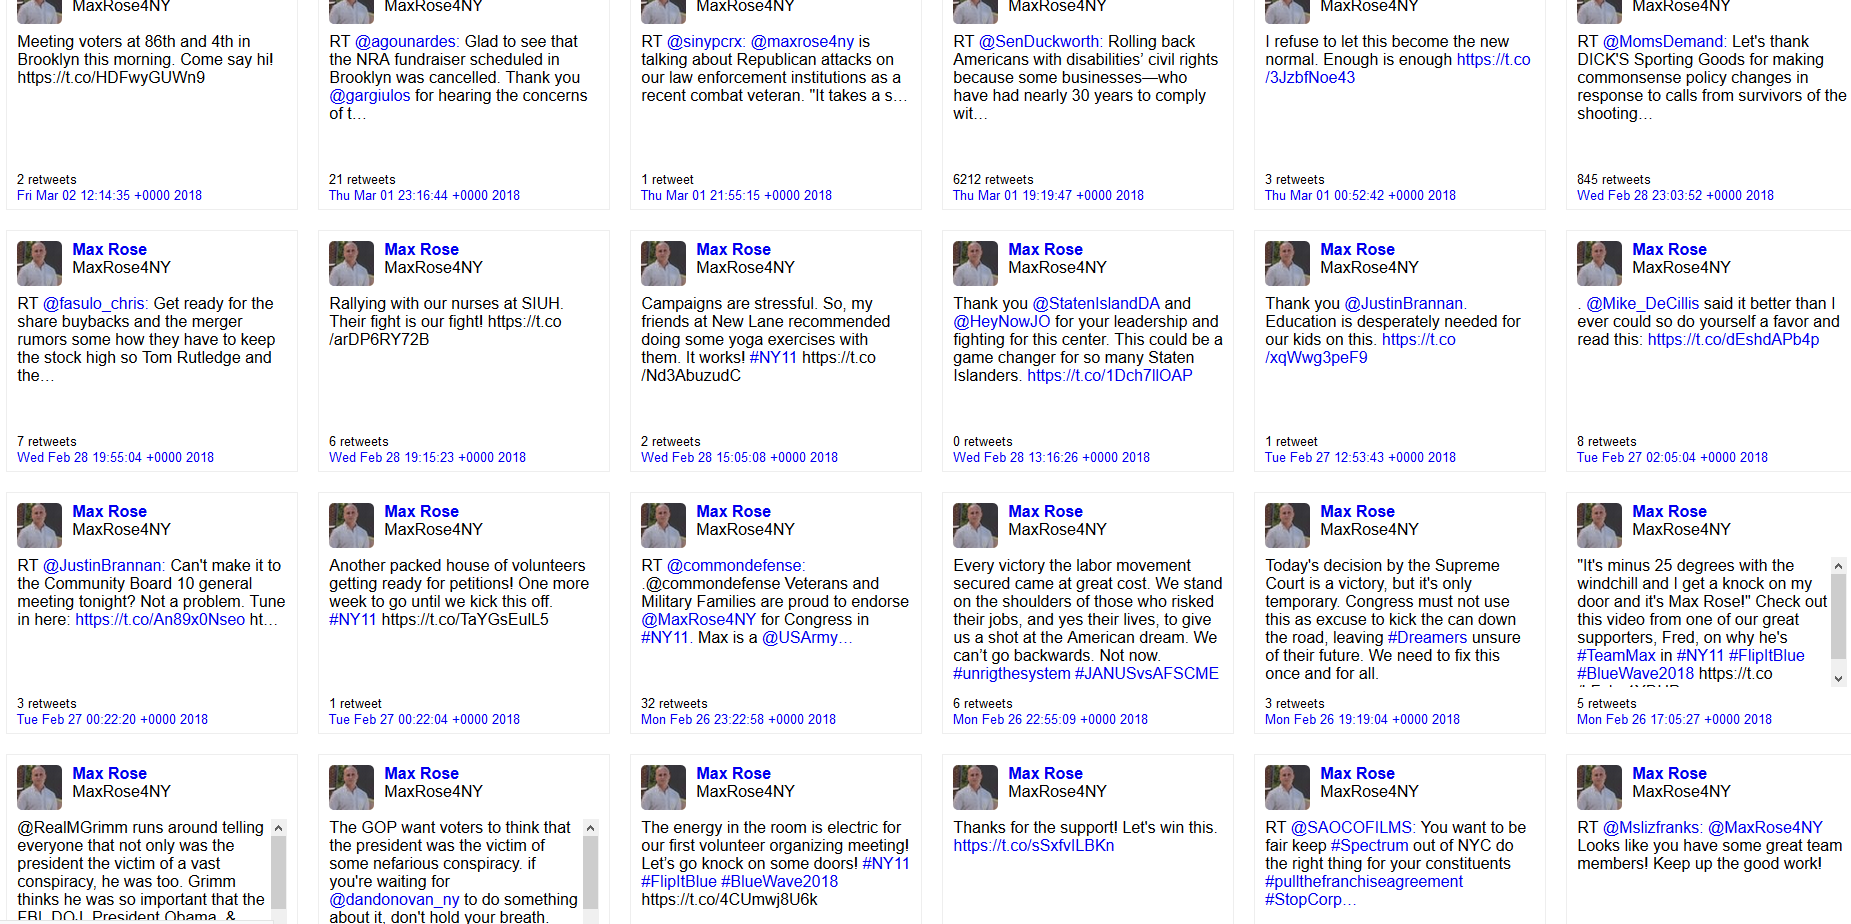 MaxRose4NY
Meeting voters at 86th and 4th in
Brooklyn this morning. Come say hi!
https://t.co/HDFwyGUWn9
2 retweets
Fri Mar 02 12:14:35 +0000 2018
MaxRose4NY
RT @agounardes: Glad to see that
the NRA fundraiser scheduled in
Brooklyn was cancelled. Thank you
@gargiulos for hearing the concerns
of t…
21 retweets
Thu Mar 01 23:16:44 +0000 2018
MaxRose4NY
RT @sinypcrx: @maxrose4ny is
talking about Republican attacks on
our law enforcement institutions as a
recent combat veteran. "It takes a s…
1 retweet
Thu Mar 01 21:55:15 +0000 2018
MaxRose4NY
RT @SenDuckworth: Rolling back
Americans with disabilities’ civil rights
because some businesses—who
have had nearly 30 years to comply
wit…
6212 retweets
Thu Mar 01 19:19:47 +0000 2018
MaxRose4NY
I refuse to let this become the new
normal. Enough is enough https://t.co
/3JzbfNoe43
3 retweets
Thu Mar 01 00:52:42 +0000 2018
MaxRose4NY
RT @MomsDemand: Let's thank
DICK'S Sporting Goods for making
commonsense policy changes in
response to calls from survivors of the
shooting…
845 retweets
Wed Feb 28 23:03:52 +0000 2018
Max Rose
MaxRose4NY
RT @fasulo_chris: Get ready for the
share buybacks and the merger
rumors some how they have to keep
the stock high so Tom Rutledge and
the…
7 retweets
Wed Feb 28 19:55:04 +0000 2018
Max Rose
MaxRose4NY
Rallying with our nurses at SIUH.
Their fight is our fight! https://t.co
/arDP6RY72B
6 retweets
Wed Feb 28 19:15:23 +0000 2018
Max Rose
MaxRose4NY
Campaigns are stressful. So, my
friends at New Lane recommended
doing some yoga exercises with
them. It works! #NY11 https://t.co
/Nd3AbuzudC
2 retweets
Wed Feb 28 15:05:08 +0000 2018
Max Rose
MaxRose4NY
Thank you @StatenIslandDA and
@HeyNowJO for your leadership and
fighting for this center. This could be a
game changer for so many Staten
Islanders. https://t.co/1Dch7llOAP
0 retweets
Wed Feb 28 13:16:26 +0000 2018
Max Rose
MaxRose4NY
Thank you @JustinBrannan.
Education is desperately needed for
our kids on this. https://t.co
/xqWwg3peF9
1 retweet
Tue Feb 27 12:53:43 +0000 2018
Max Rose
MaxRose4NY
. @Mike_DeCillis said it better than I
ever could so do yourself a favor and
read this: https://t.co/dEshdAPb4p
8 retweets
Tue Feb 27 02:05:04 +0000 2018
Max Rose
MaxRose4NY
RT @JustinBrannan: Can't make it to
the Community Board 10 general
meeting tonight? Not a problem. Tune
in here: https://t.co/An89x0Nseo ht…
3 retweets
Tue Feb 27 00:22:20 +0000 2018
Max Rose
MaxRose4NY
Another packed house of volunteers
getting ready for petitions! One more
week to go until we kick this off.
#NY11 https://t.co/TaYGsEulL5
1 retweet
Tue Feb 27 00:22:04 +0000 2018
Max Rose
MaxRose4NY
RT @commondefense:
.@commondefense Veterans and
Military Families are proud to endorse
@MaxRose4NY for Congress in
#NY11. Max is a @USArmy…
32 retweets
Mon Feb 26 23:22:58 +0000 2018
Max Rose
MaxRose4NY
Every victory the labor movement
secured came at great cost. We stand
on the shoulders of those who risked
their jobs, and yes their lives, to give
us a shot at the American dream. We
can’t go backwards. Not now.
#unrigthesystem #JANUSvsAFSCME
6 retweets
Mon Feb 26 22:55:09 +0000 2018
Max Rose
MaxRose4NY
Today's decision by the Supreme
Court is a victory, but it's only
temporary. Congress must not use
this as excuse to kick the can down
the road, leaving #Dreamers unsure
of their future. We need to fix this
once and for all.
3 retweets
Mon Feb 26 19:19:04 +0000 2018
Max Rose
MaxRose4NY
"It's minus 25 degrees with the
windchill and I get a knock on my
door and it's Max Rose!" Check out
this video from one of our great
supporters, Fred, on why he's
#TeamMax in #NY11 #FlipItBlue
#BlueWave2018 https://t.co
5 retweets
Mon Feb 26 17:05:27 +0000 2018
Max Rose
MaxRose4NY
@RealMGrimm runs around telling
everyone that not only was the
president the victim of a vast
conspiracy, he was too. Grimm
thinks he was so important that the
FBI, DOJ, President Obama, &
Max Rose
MaxRose4NY
The GOP want voters to think that
the president was the victim of
some nefarious conspiracy. if
you're waiting for
@dandonovan_ny to do something
about it, don't hold your breath.
Max Rose
MaxRose4NY
The energy in the room is electric for
our first volunteer organizing meeting!
Let’s go knock on some doors! #NY11
#FlipItBlue #BlueWave2018
https://t.co/4CUmwj8U6k
Max Rose
MaxRose4NY
Thanks for the support! Let's win this.
https://t.co/sSxfvILBKn
Max Rose
MaxRose4NY
RT @SAOCOFILMS: You want to be
fair keep #Spectrum out of NYC do
the right thing for your constituents
#pullthefranchiseagreement
#StopCorp…
Max Rose
MaxRose4NY
RT @Mslizfranks: @MaxRose4NY
Looks like you have some great team
members! Keep up the good work!